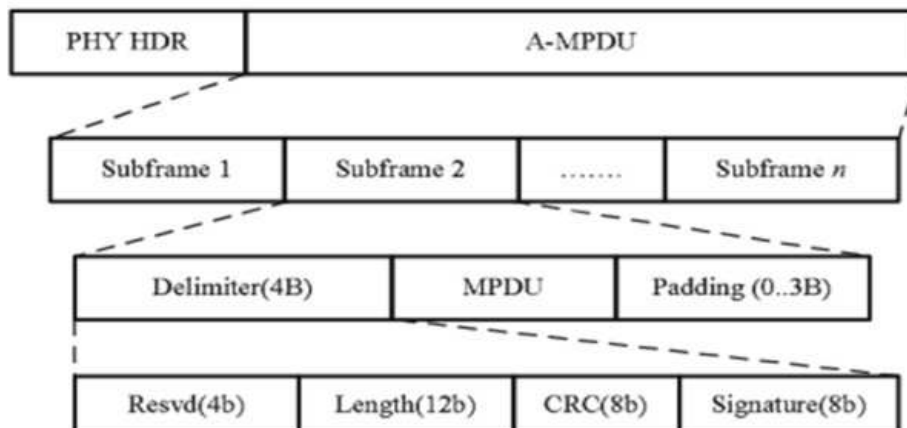 PHY HDR A-MPDU
Subframe 1 Subframe 2 ....... Subframe n
Delimiter(4B) MPDU Padding (0..3B)
Resvd(4b) Length(12b) CRC(8b) Signature(8b)